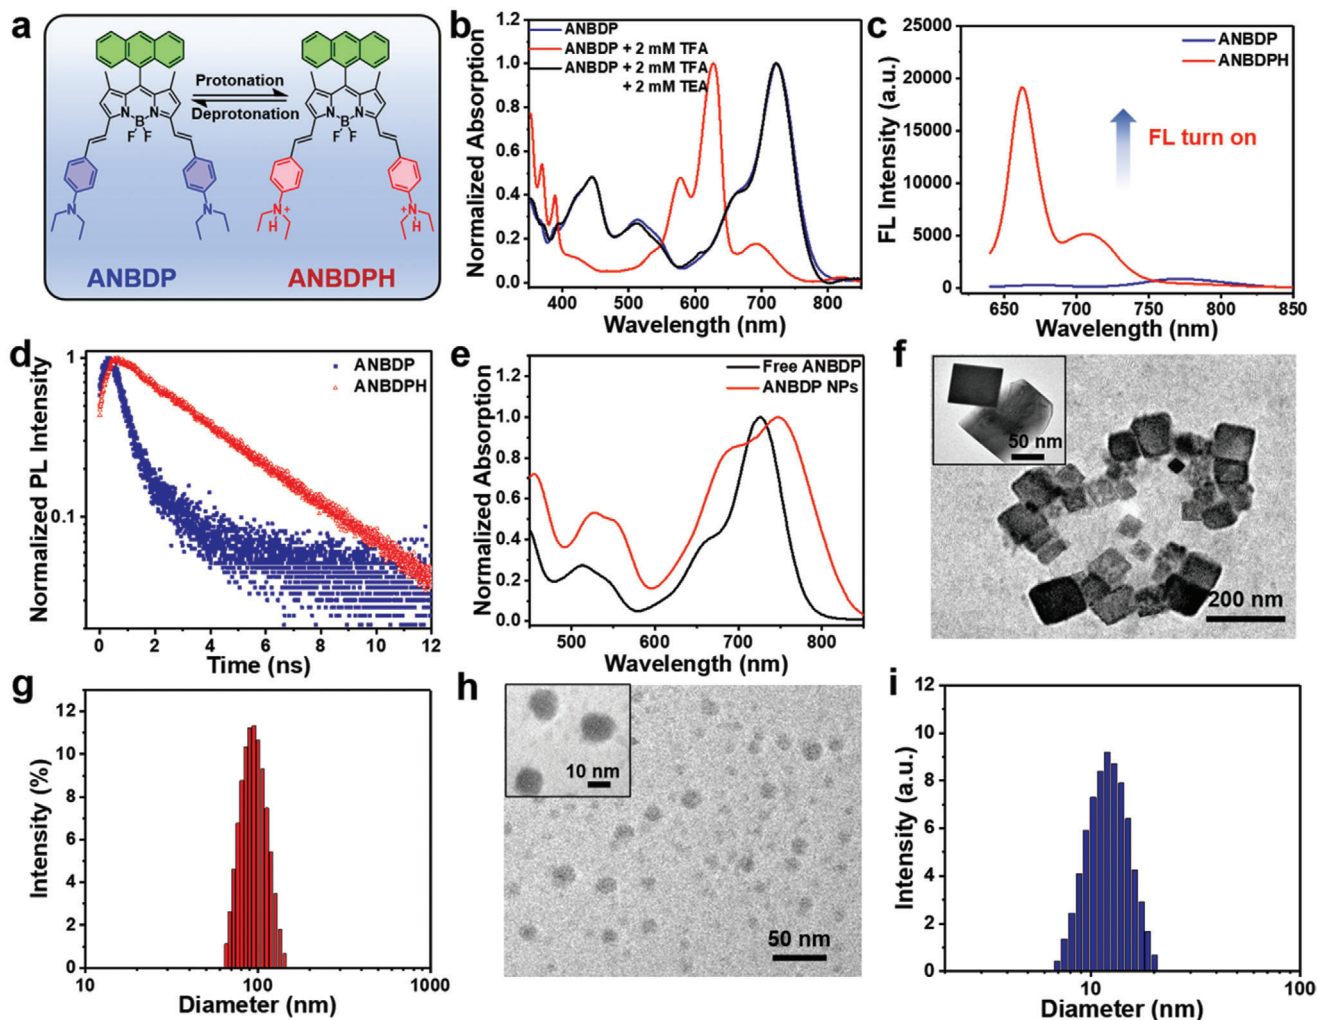 a
Protonation
Deprotonation
N
N
B
F
F
N
N
N
N
B
F
F
N
+
H
N
+
H
ANBDP
ANBDPH
b
ANBDP
ANBDP + 2 mM TFA
ANBDP + 2 mM TFA
+ 2 mM TEA
Normalized Absorption
1.2
1.0
0.8
0.6
0.4
0.2
0.0
400
500
600
700
800
Wavelength (nm)
c
ANBDP
ANBDPH
FL turn on
FL Intensity (a.u.)
25000
20000
15000
10000
5000
0
650
700
750
800
850
Wavelength (nm)
d
ANBDP
ANBDPH
Normalized PL Intensity
1
0.1
0
2
4
6
8
10
12
Time (ns)
e
Free ANBDP
ANBDP NPs
Normalized Absorption
1.2
1.0
0.8
0.6
0.4
0.2
0.0
500
600
700
800
Wavelength (nm)
f
50 nm
200 nm
g
Intensity (%)
12
10
8
6
4
2
0
10
100
1000
Diameter (nm)
h
10 nm
50 nm
i
Intensity (a.u.)
12
10
8
6
4
2
0
10
100
Diameter (nm)